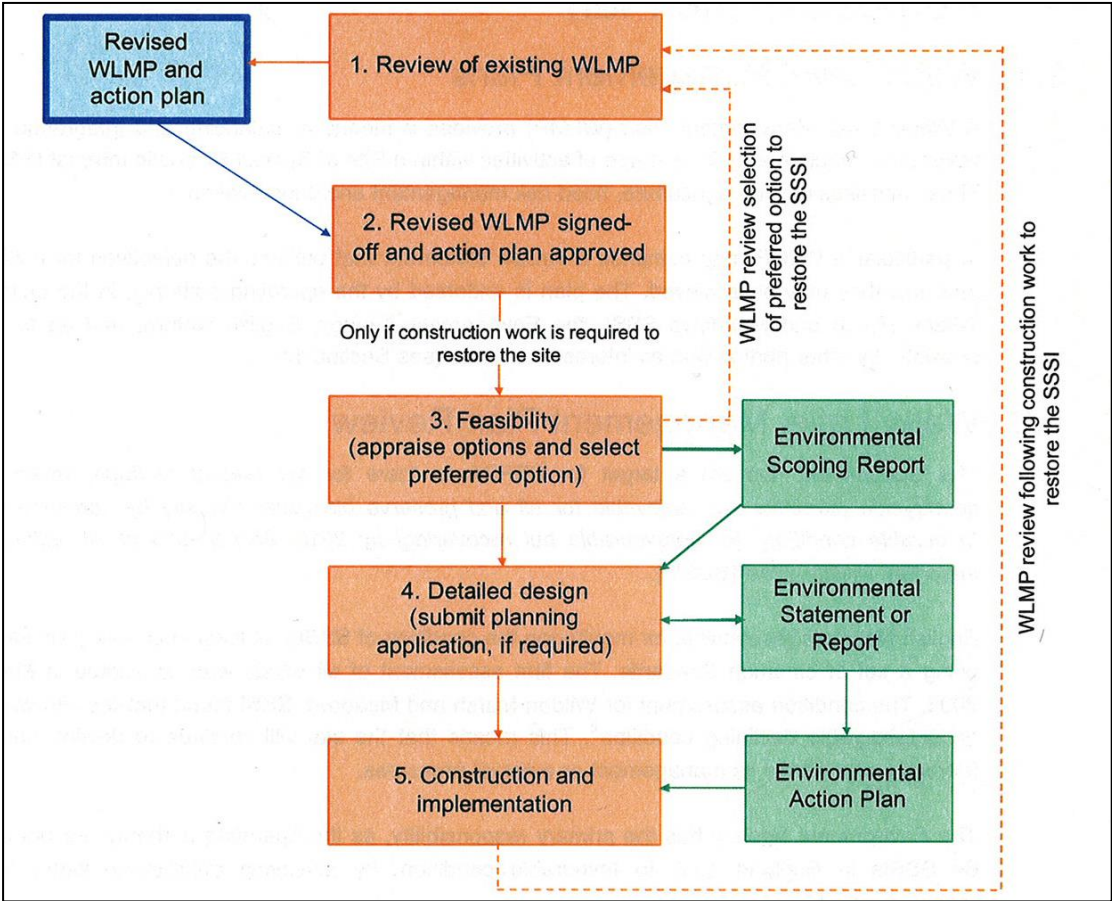 Revised
WLMP and
action plan
1. Review of existing WLMP
2. Revised WLMP signed-
off and action plan approved
Only if construction work is required to
restore the site
3. Feasibility
(appraise options and select
preferred option)
Environmental
Scoping Report
4. Detailed design
(submit planning
application, if required)
Environmental
Statement or
Report
5. Construction and
implementation
Environmental
Action Plan
WLMP review selection
of preferred option to
restore the SSSI
WLMP review following construction work to
restore the SSSI